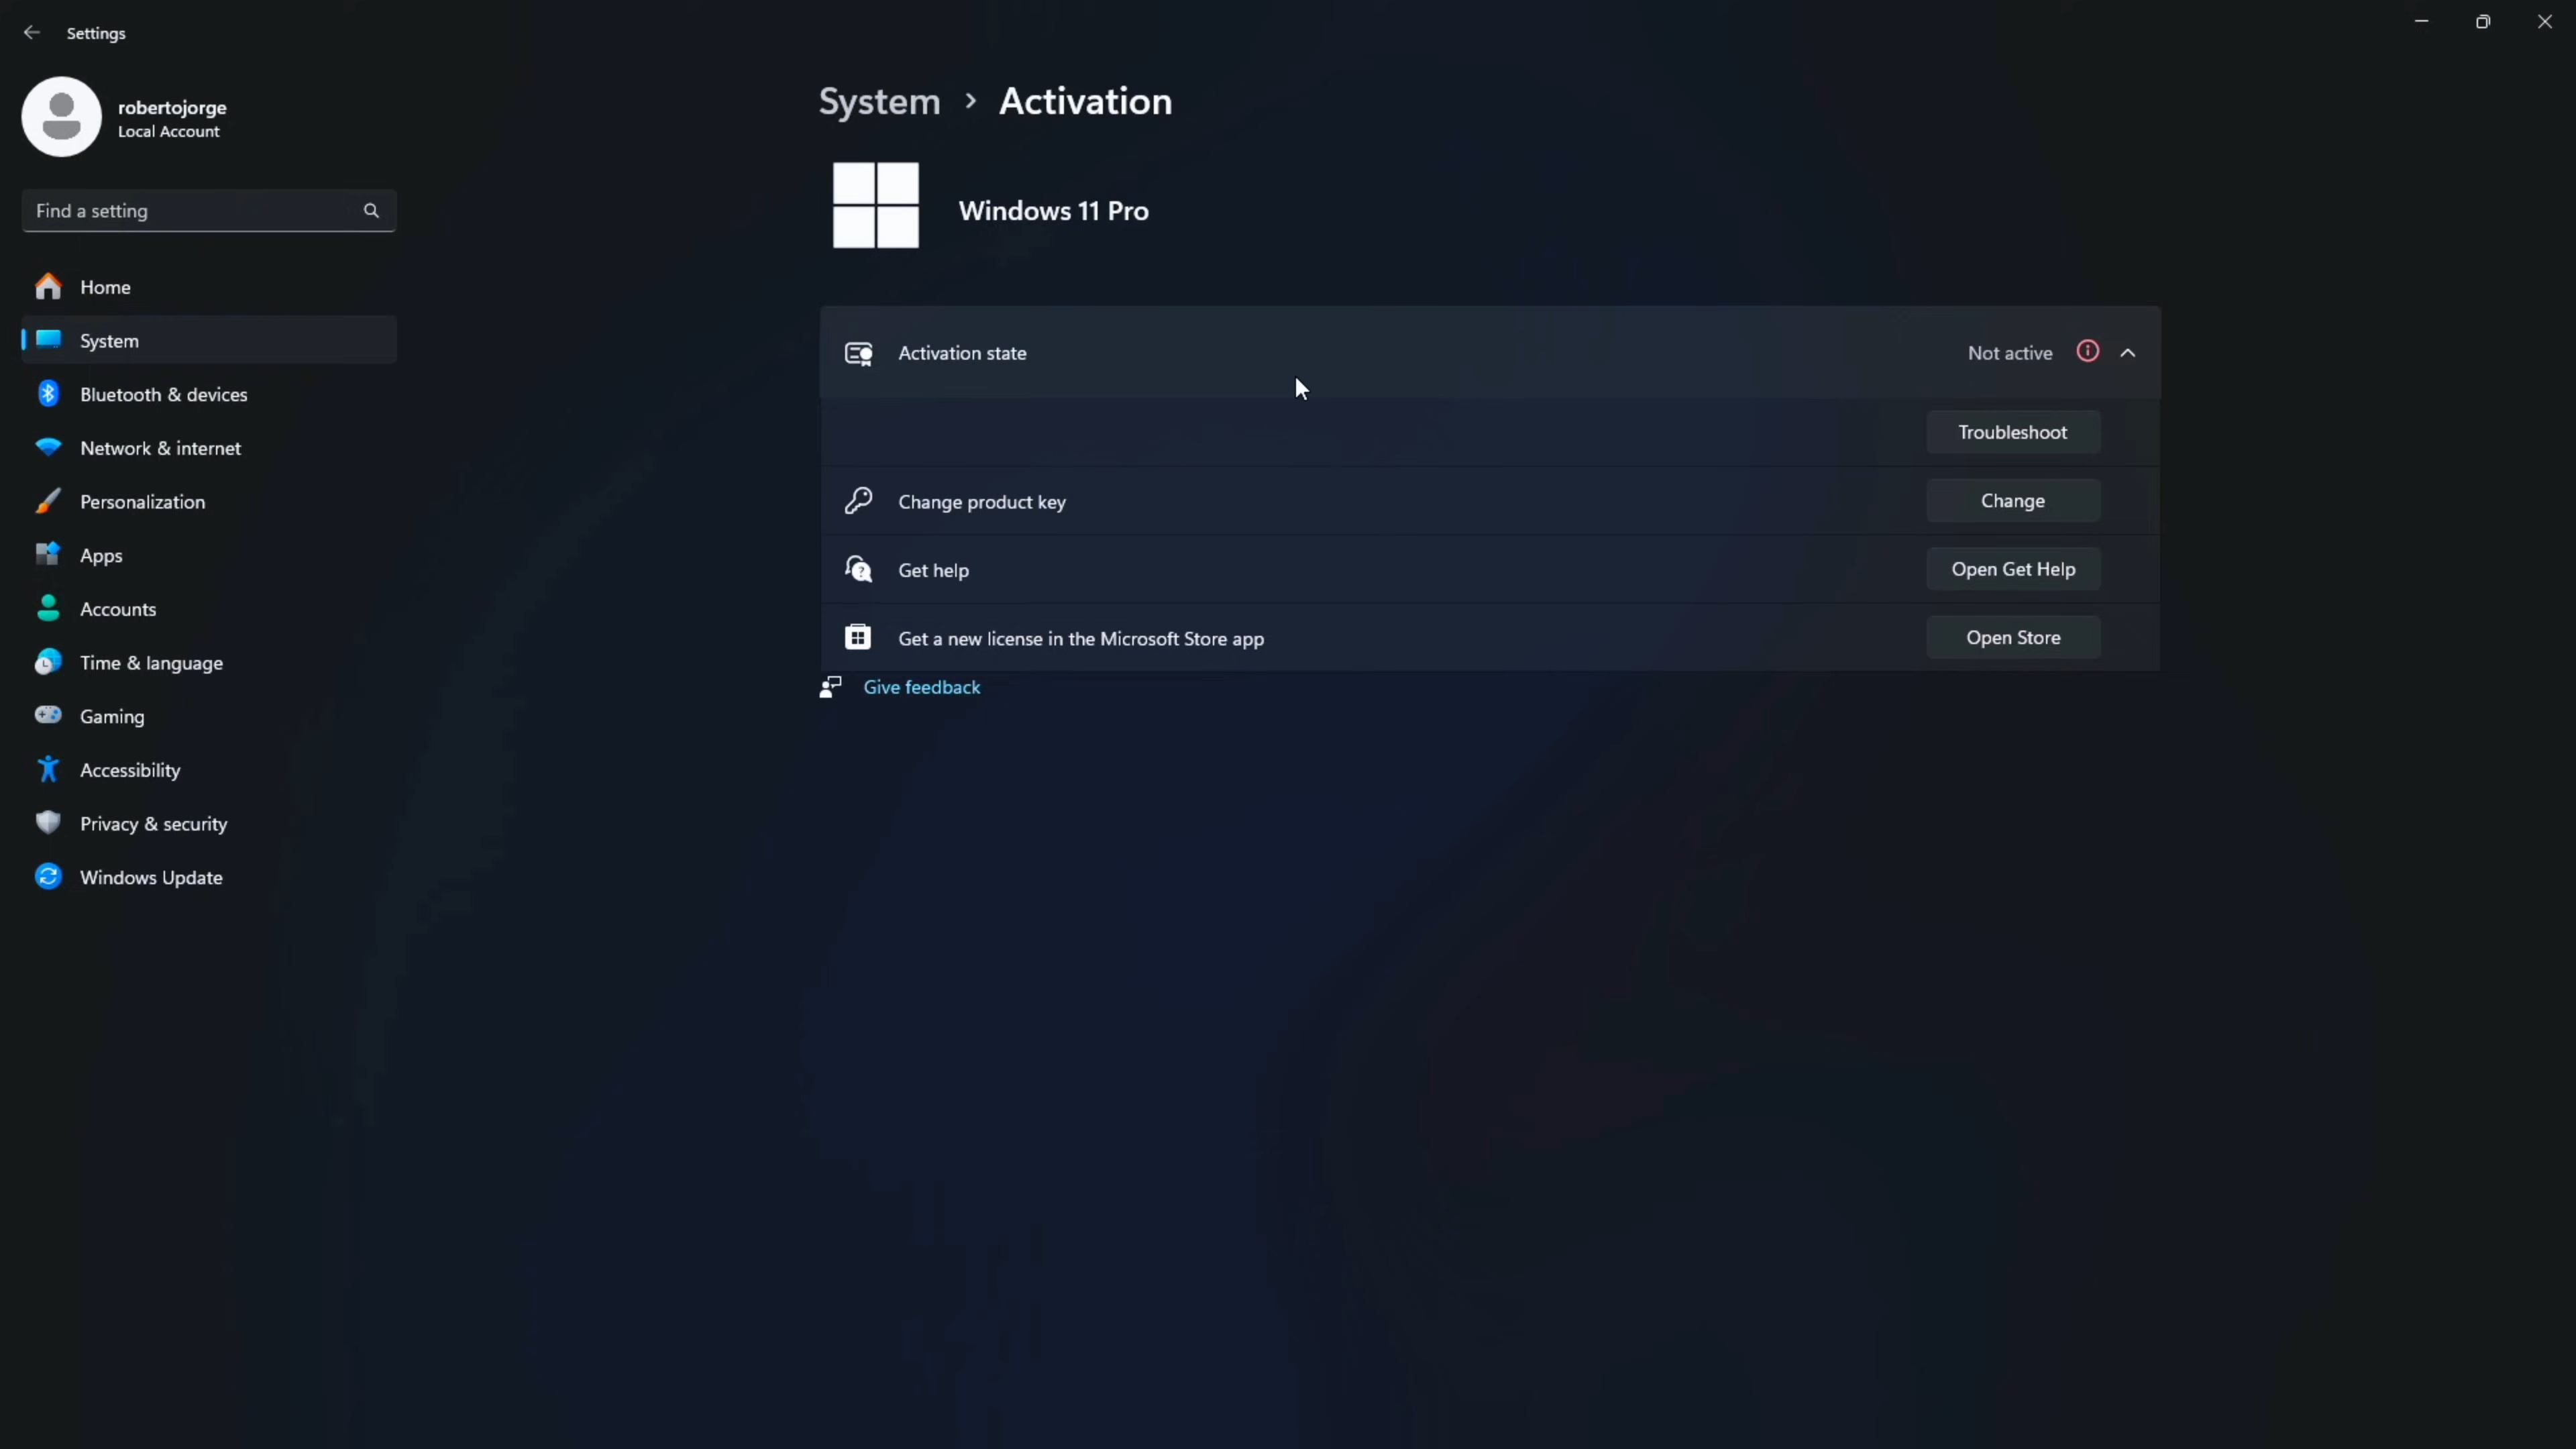 Settings
robertojorge
Local Account
Find a setting
Home
System
Bluetooth & devices
Network & internet
Personalization
Apps
Accounts
Time & language
Gaming
Accessibility
Privacy & security
Windows Update
System > Activation
Windows 11 Pro
Activation state Not active
Troubleshoot
Change product key Change
Get help Open Get Help
Get a new license in the Microsoft Store app Open Store
Give feedback